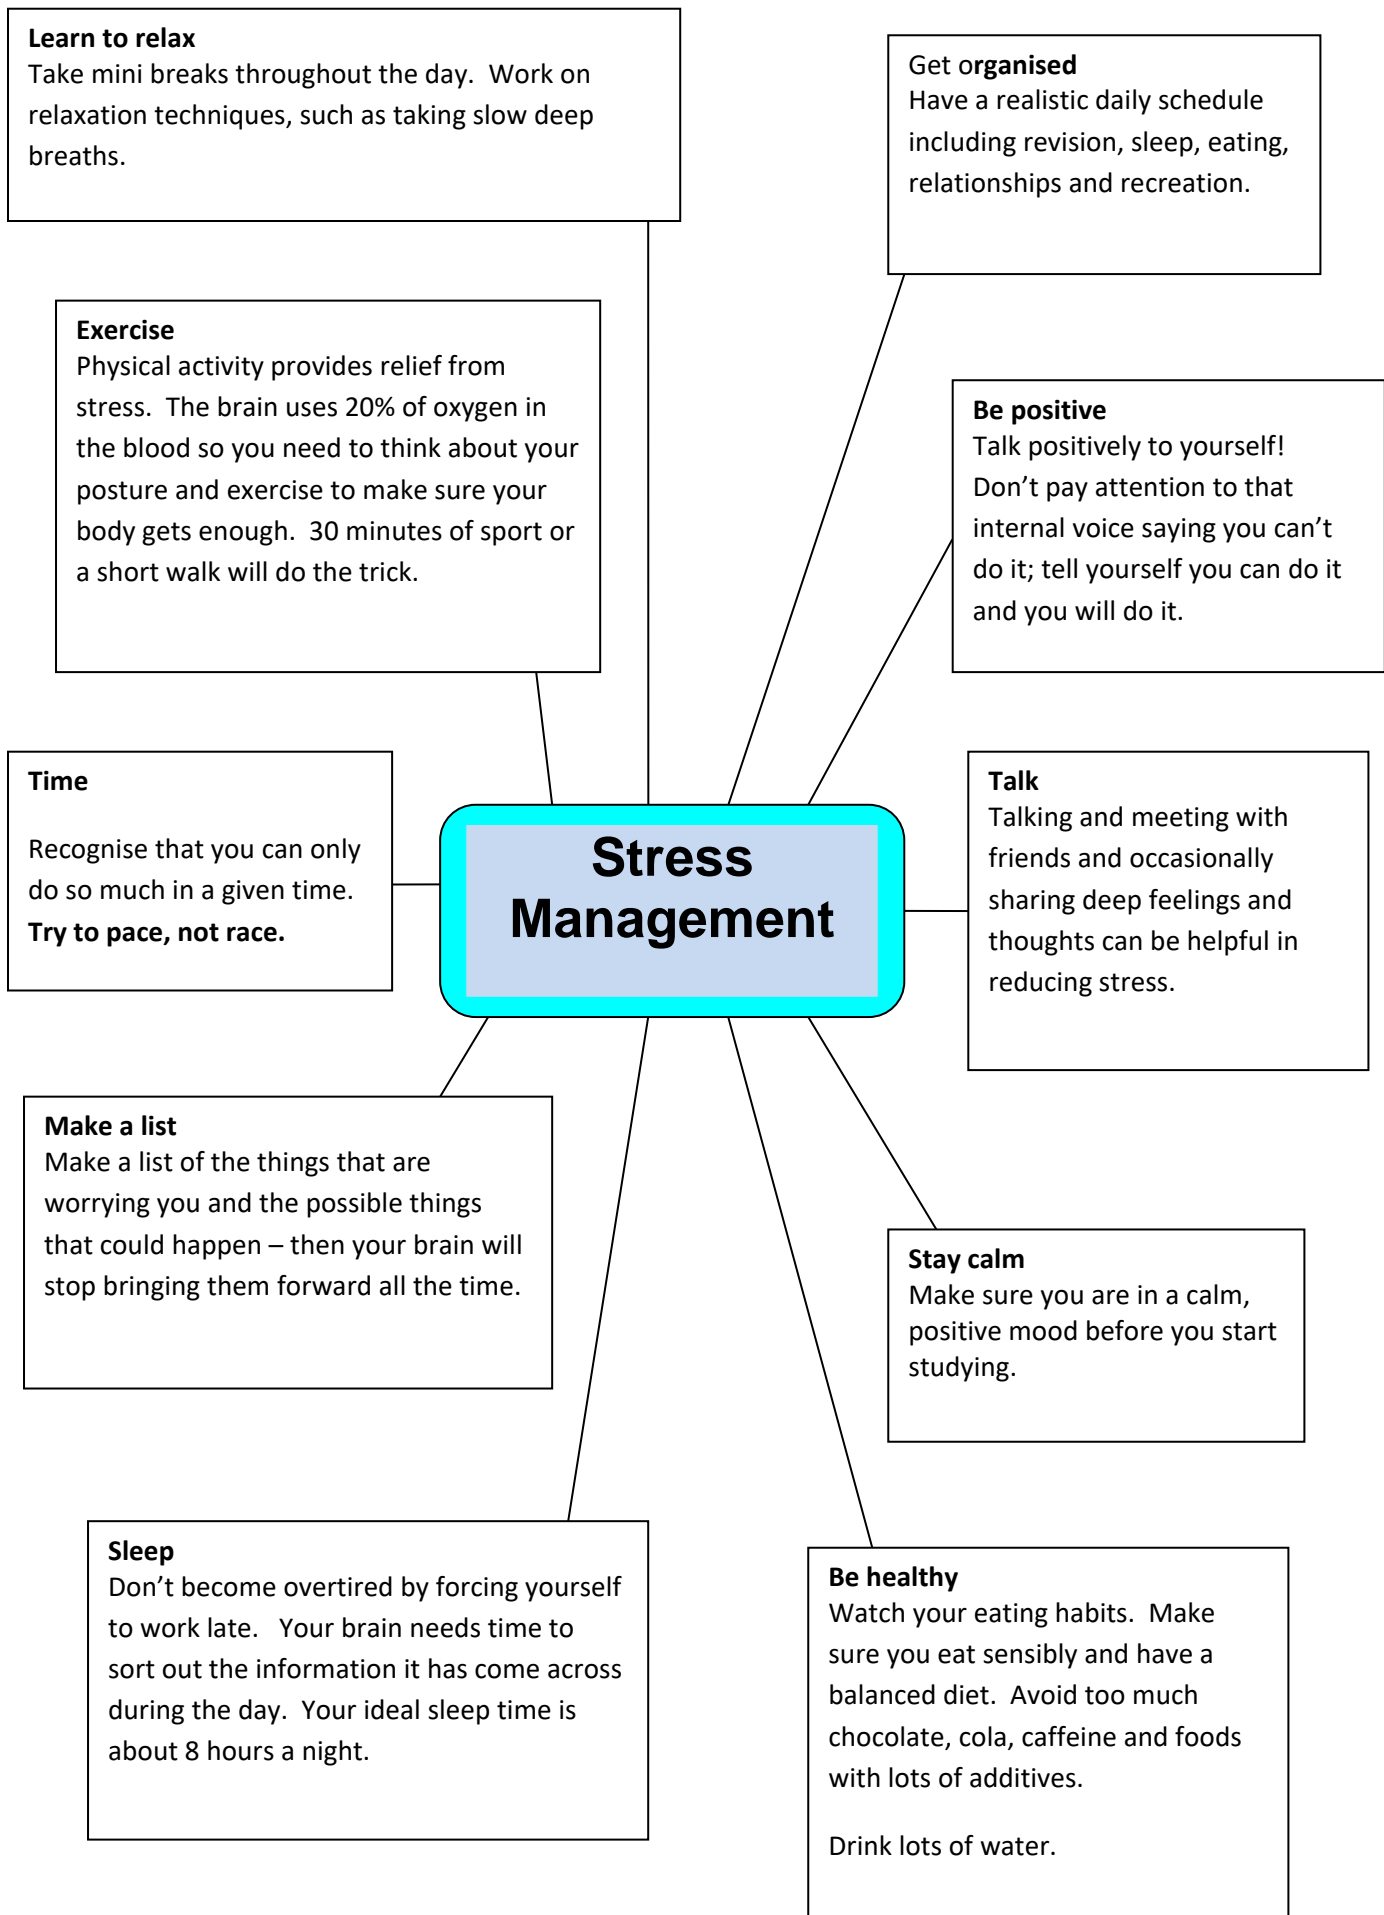 Learn to relax
Take mini breaks throughout the day.  Work on
relaxation techniques, such as taking slow deep
breaths.
Get organised
Have a realistic daily schedule
including revision, sleep, eating,
relationships and recreation.
Exercise
Physical activity provides relief from
stress.  The brain uses 20% of oxygen in
the blood so you need to think about your
posture and exercise to make sure your
body gets enough.  30 minutes of sport or
a short walk will do the trick.
Be positive
Talk positively to yourself!
Don’t pay attention to that
internal voice saying you can’t
do it; tell yourself you can do it
and you will do it.
Time
Recognise that you can only
do so much in a given time.
Try to pace, not race.
Stress
Management
Talk
Talking and meeting with
friends and occasionally
sharing deep feelings and
thoughts can be helpful in
reducing stress.
Make a list
Make a list of the things that are
worrying you and the possible things
that could happen – then your brain will
stop bringing them forward all the time.
Stay calm
Make sure you are in a calm,
positive mood before you start
studying.
Sleep
Don’t become overtired by forcing yourself
to work late.   Your brain needs time to
sort out the information it has come across
during the day.  Your ideal sleep time is
about 8 hours a night.
Be healthy
Watch your eating habits.  Make
sure you eat sensibly and have a
balanced diet.  Avoid too much
chocolate, cola, caffeine and foods
with lots of additives.
Drink lots of water.